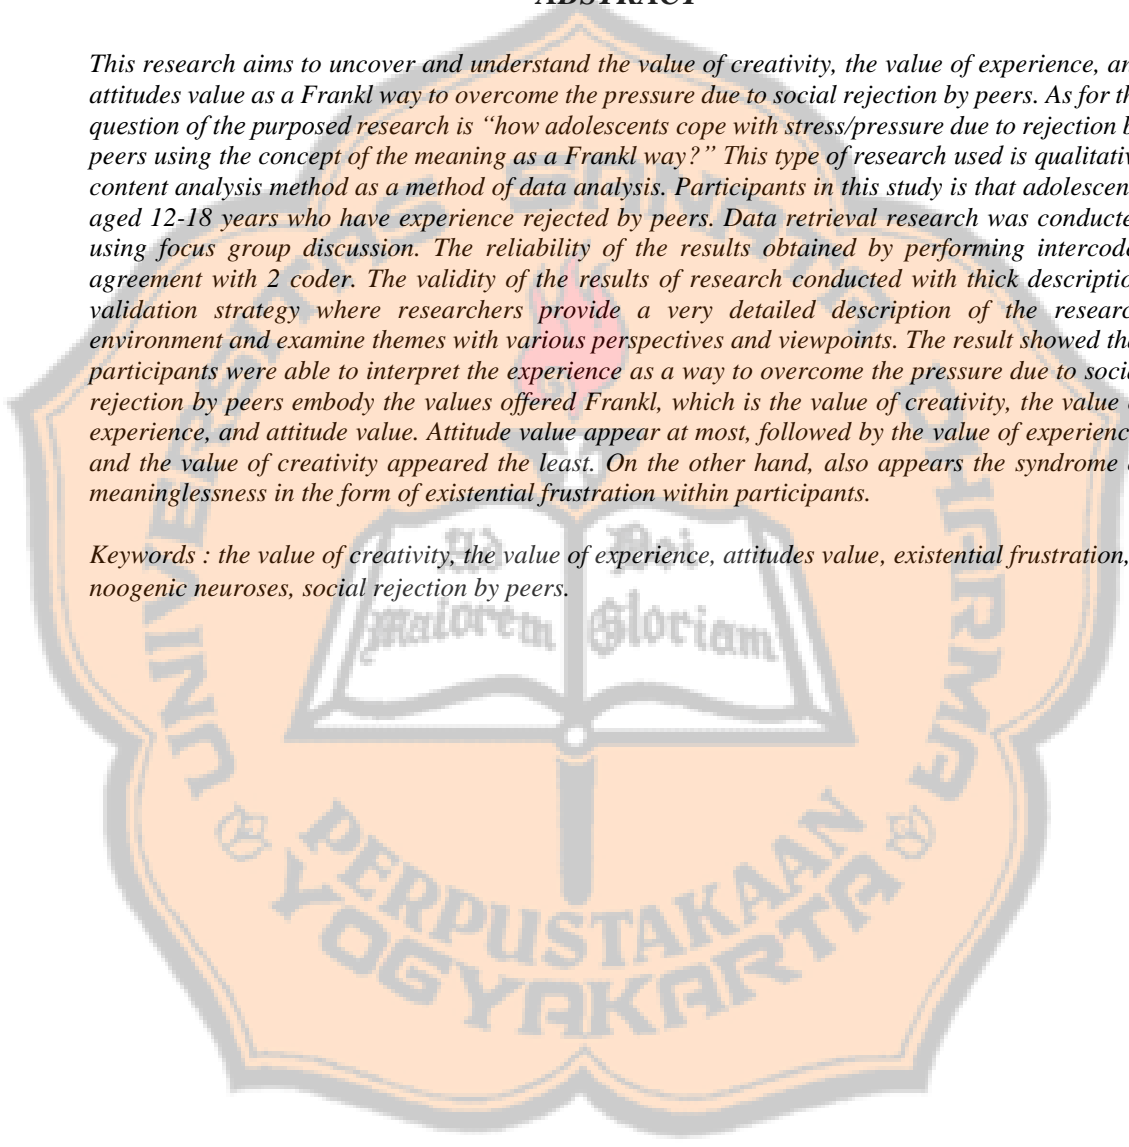 ABSTRACT
This research aims to uncover and understand the value of creativity, the value of experience, an
attitudes value as a Frankl way to overcome the pressure due to social rejection by peers. As for th
question of the purposed research is “how adolescents cope with stress/pressure due to rejection b
peers using the concept of the meaning as a Frankl way?” This type of research used is qualitativ
content analysis method as a method of data analysis. Participants in this study is that adolescen
aged 12-18 years who have experience rejected by peers. Data retrieval research was conducte
using focus group discussion. The reliability of the results obtained by performing intercode
agreement with 2 coder. The validity of the results of research conducted with thick descriptio
validation strategy where researchers provide a very detailed description of the researc
environment and examine themes with various perspectives and viewpoints. The result showed tha
participants were able to interpret the experience as a way to overcome the pressure due to socia
rejection by peers embody the values offered Frankl, which is the value of creativity, the value o
experience, and attitude value. Attitude value appear at most, followed by the value of experienc
and the value of creativity appeared the least. On the other hand, also appears the syndrome o
meaninglessness in the form of existential frustration within participants.
Keywords : the value of creativity, the value of experience, attitudes value, existential frustration,
noogenic neuroses, social rejection by peers.
UNIVERSITAS SANATA DHARMA
Ad Dei
Maiorem Gloriam
PERPUSTAKAAN
YOGYAKARTA